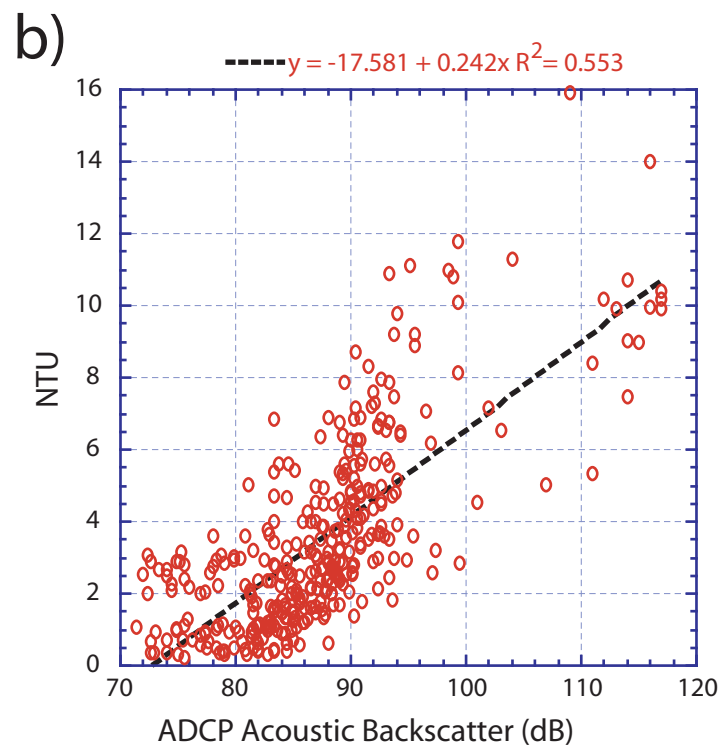 b)
y = -17.581 + 0.242x R2= 0.553
16
14
12
10
8
6
4
2
0
NTU
70 80 90 100 110 120
ADCP Acoustic Backscatter (dB)